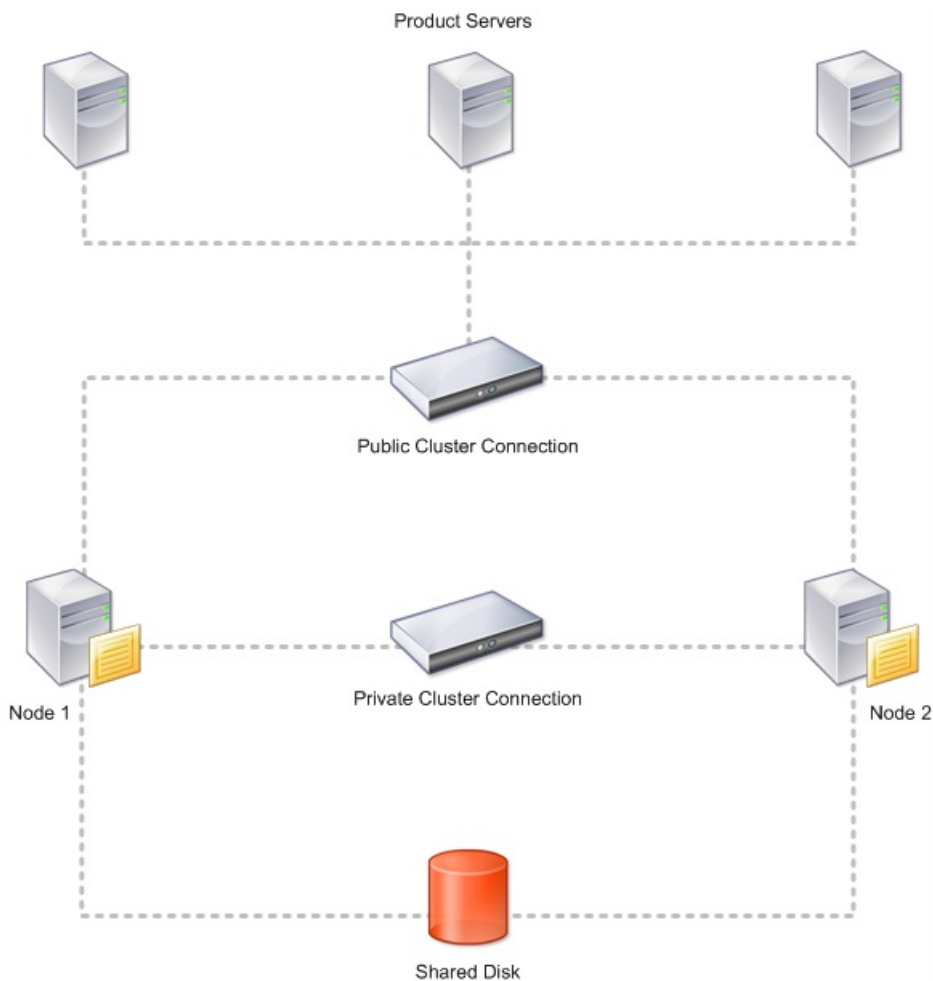 Product Servers
Public Cluster Connection
Private Cluster Connection
Node 1
Node 2
Shared Disk